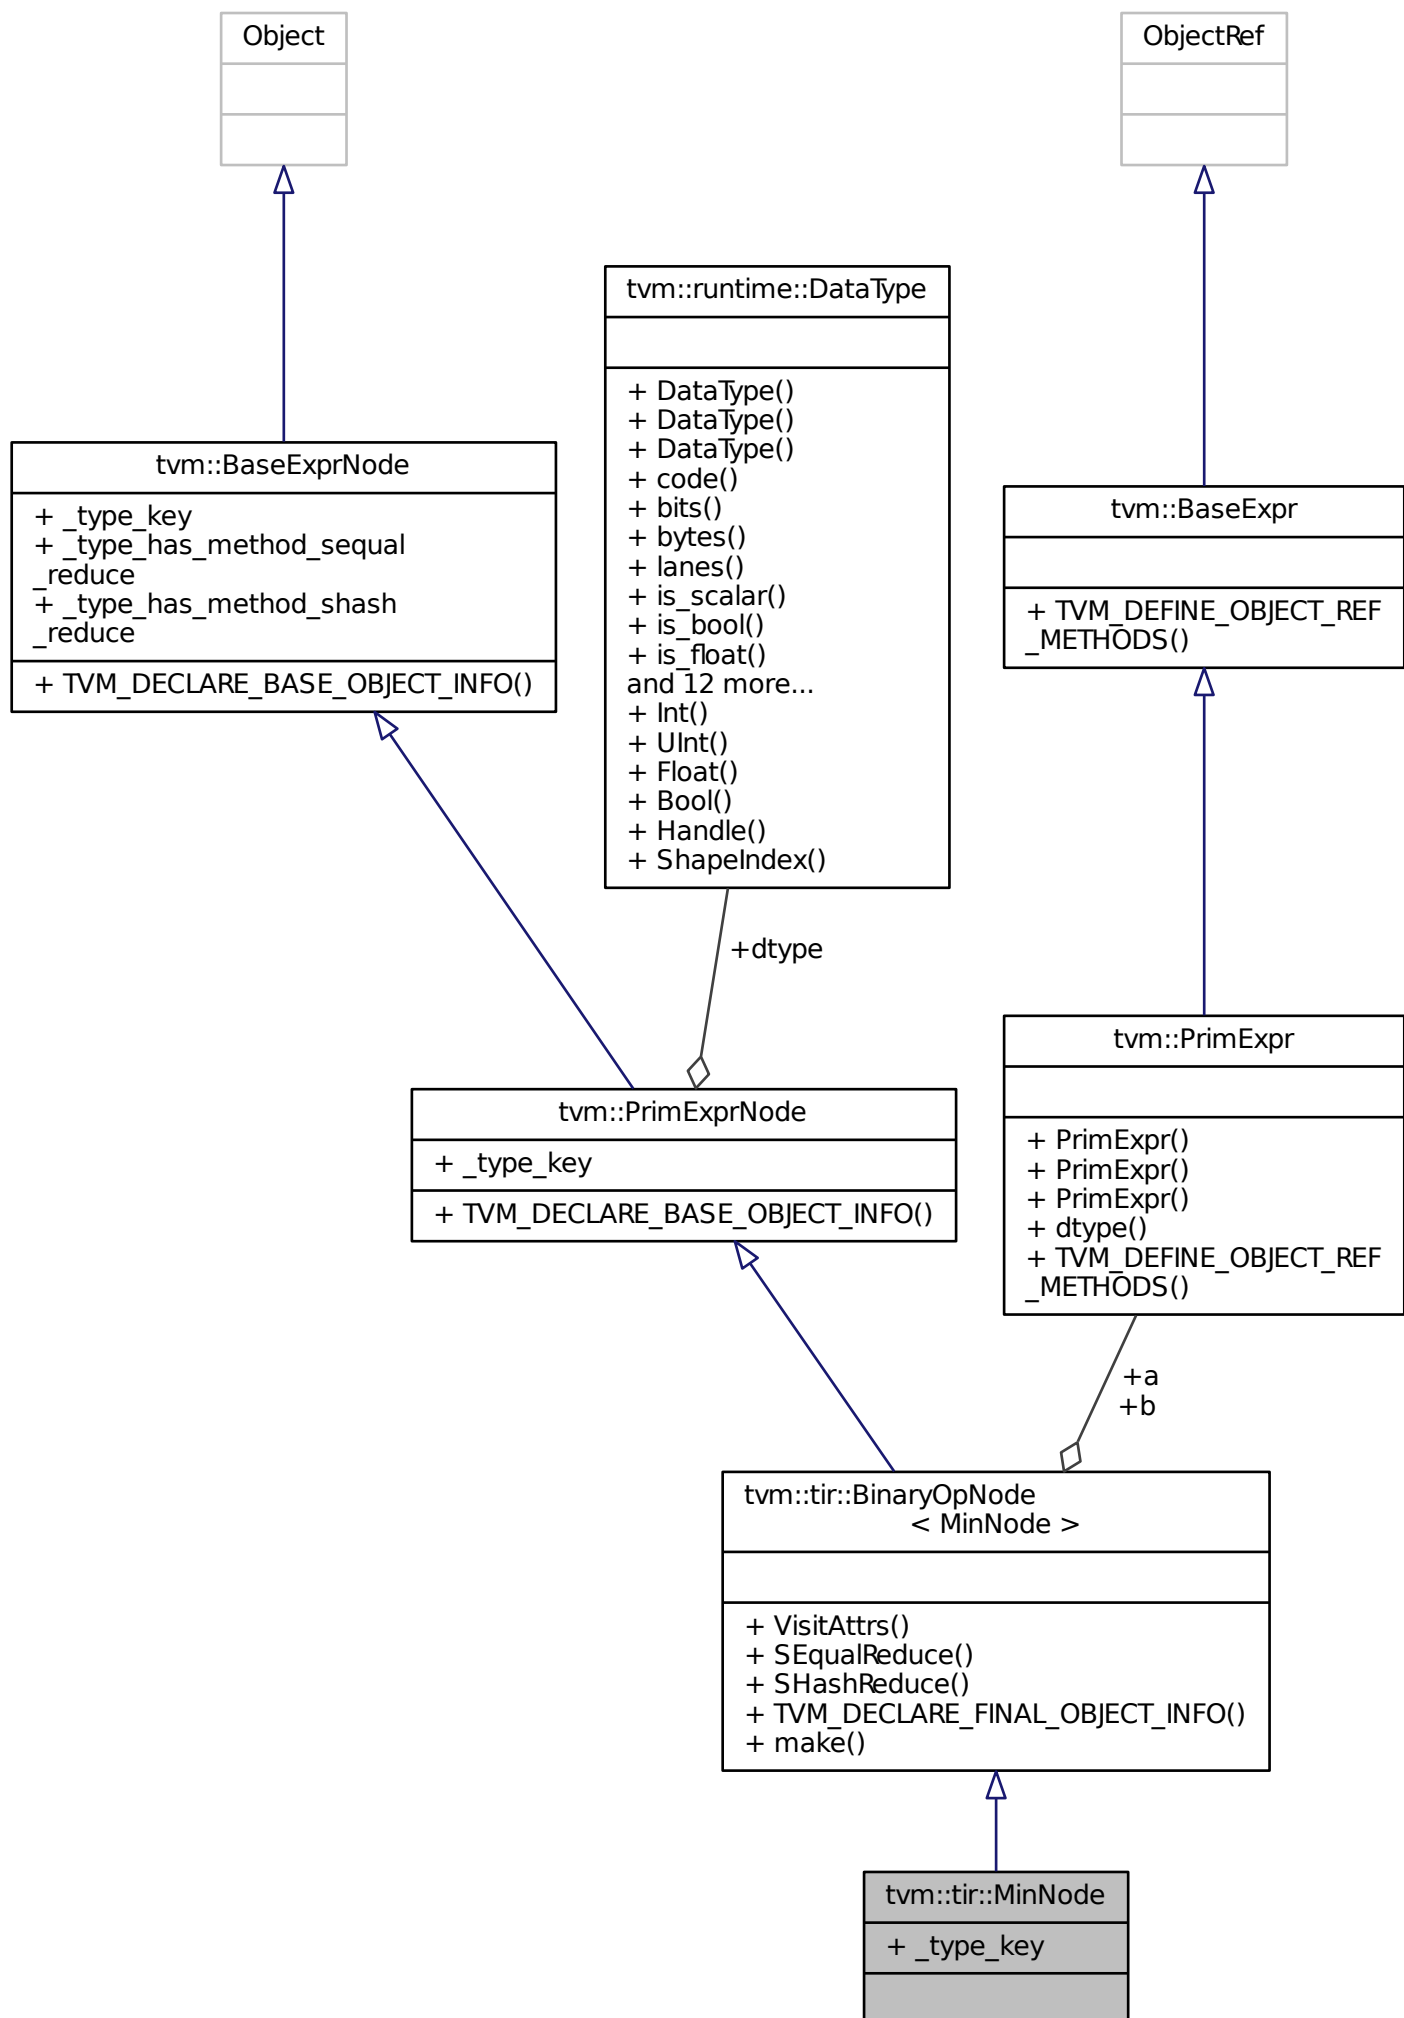 Object
ObjectRef
tvm::runtime::DataType
+ DataType()
+ DataType()
+ DataType()
+ code()
+ bits()
+ bytes()
+ lanes()
+ is_scalar()
+ is_bool()
+ is_float()
and 12 more...
+ Int()
+ UInt()
+ Float()
+ Bool()
+ Handle()
+ ShapeIndex()
tvm::BaseExprNode
+ _type_key
+ _type_has_method_sequal
_reduce
+ _type_has_method_shash
_reduce
+ TVM_DECLARE_BASE_OBJECT_INFO()
tvm::BaseExpr
+ TVM_DEFINE_OBJECT_REF
_METHODS()
+dtype
tvm::PrimExprNode
+ _type_key
+ TVM_DECLARE_BASE_OBJECT_INFO()
tvm::PrimExpr
+ PrimExpr()
+ PrimExpr()
+ PrimExpr()
+ dtype()
+ TVM_DEFINE_OBJECT_REF
_METHODS()
+a
+b
tvm::tir::BinaryOpNode
< MinNode >
+ VisitAttrs()
+ SEqualReduce()
+ SHashReduce()
+ TVM_DECLARE_FINAL_OBJECT_INFO()
+ make()
tvm::tir::MinNode
+ _type_key